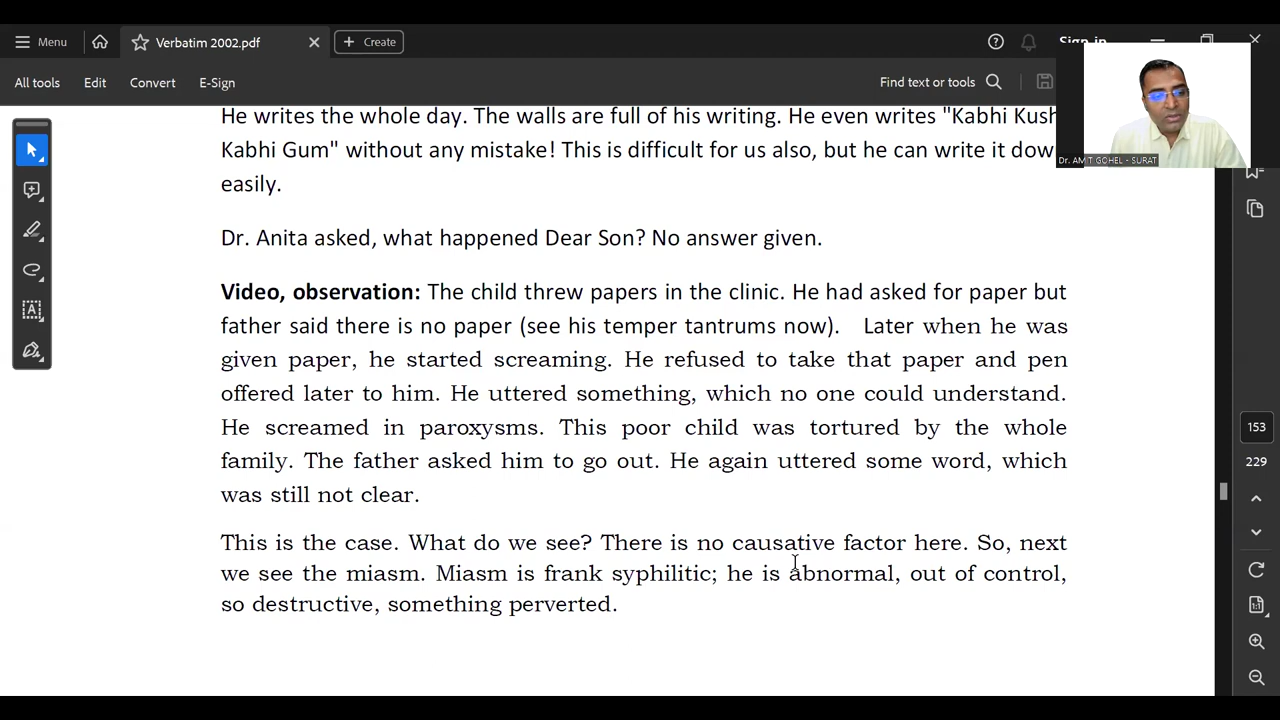 Menu
Verbatim 2002.pdf
Create
Sign in
All tools
Edit
Convert
E-Sign
Find text or tools
He writes the whole day. The walls are full of his writing. He even writes "Kabhi Kush
Kabhi Gum" without any mistake! This is difficult for us also, but he can write it dow
easily.
Dr. Anita asked, what happened Dear Son? No answer given.
Video, observation: The child threw papers in the clinic. He had asked for paper but
father said there is no paper (see his temper tantrums now). Later when he was
given paper, he started screaming. He refused to take that paper and pen
offered later to him. He uttered something, which no one could understand.
He screamed in paroxysms. This poor child was tortured by the whole
family. The father asked him to go out. He again uttered some word, which
was still not clear.
This is the case. What do we see? There is no causative factor here. So, next
we see the miasm. Miasm is frank syphilitic; he is abnormal, out of control,
so destructive, something perverted.
Dr. AMIT GOHEL - SURAT
153
229
1:1